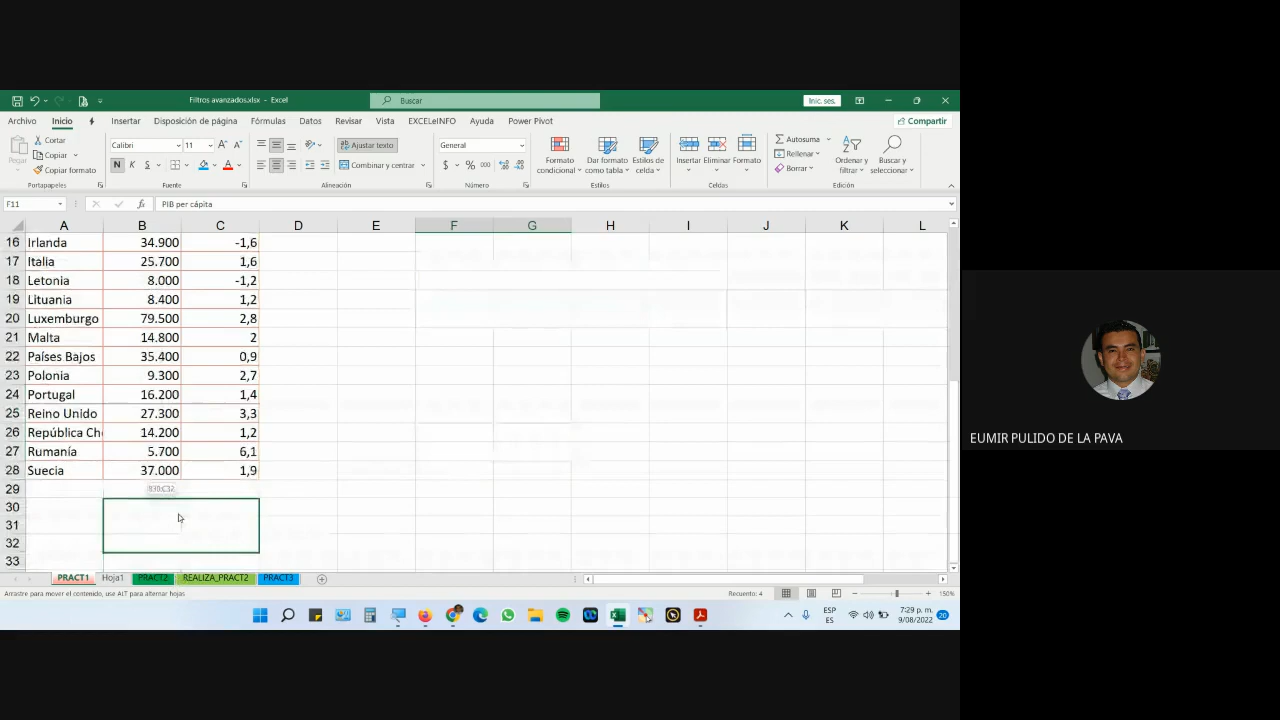 Filtros avanzados.xlsx - Excel
Buscar
Inic. ses.
Archivo Inicio Insertar Disposición de página Fórmulas Datos Revisar Vista EXCELeINFO Ayuda Power Pivot
Compartir
Pegar
Cortar
Copiar
Copiar formato
Portapapeles
Calibri 11
N K S
Fuente
Ajustar texto
Combinar y centrar
Alineación
General
$ % 000
Número
Formato condicional
Dar formato como tabla
Estilos de celda
Estilos
Insertar Eliminar Formato
Celdas
Autosuma
Rellenar
Borrar
Ordenar y filtrar
Buscar y seleccionar
Edición
F11 fx PIB per cápita
A B C D E F G H I J K L
16 Irlanda 34.900 -1,6
17 Italia 25.700 1,6
18 Letonia 8.000 -1,2
19 Lituania 8.400 1,2
20 Luxemburgo 79.500 2,8
21 Malta 14.800 2
22 Países Bajos 35.400 0,9
23 Polonia 9.300 2,7
24 Portugal 16.200 1,4
25 Reino Unido 27.300 3,3
26 República Ch 14.200 1,2
27 Rumanía 5.700 6,1
28 Suecia 37.000 1,9
29 B30:C32
30
31
32
33
PRACT1 Hoja1 PRACT2 REALIZA_PRACT2 PRACT3
Arrastre para mover el contenido, use ALT para alternar hojas
Recuento: 4
150%
ESP
ES
7:29 p. m.
9/08/2022
20
EUMIR PULIDO DE LA PAVA